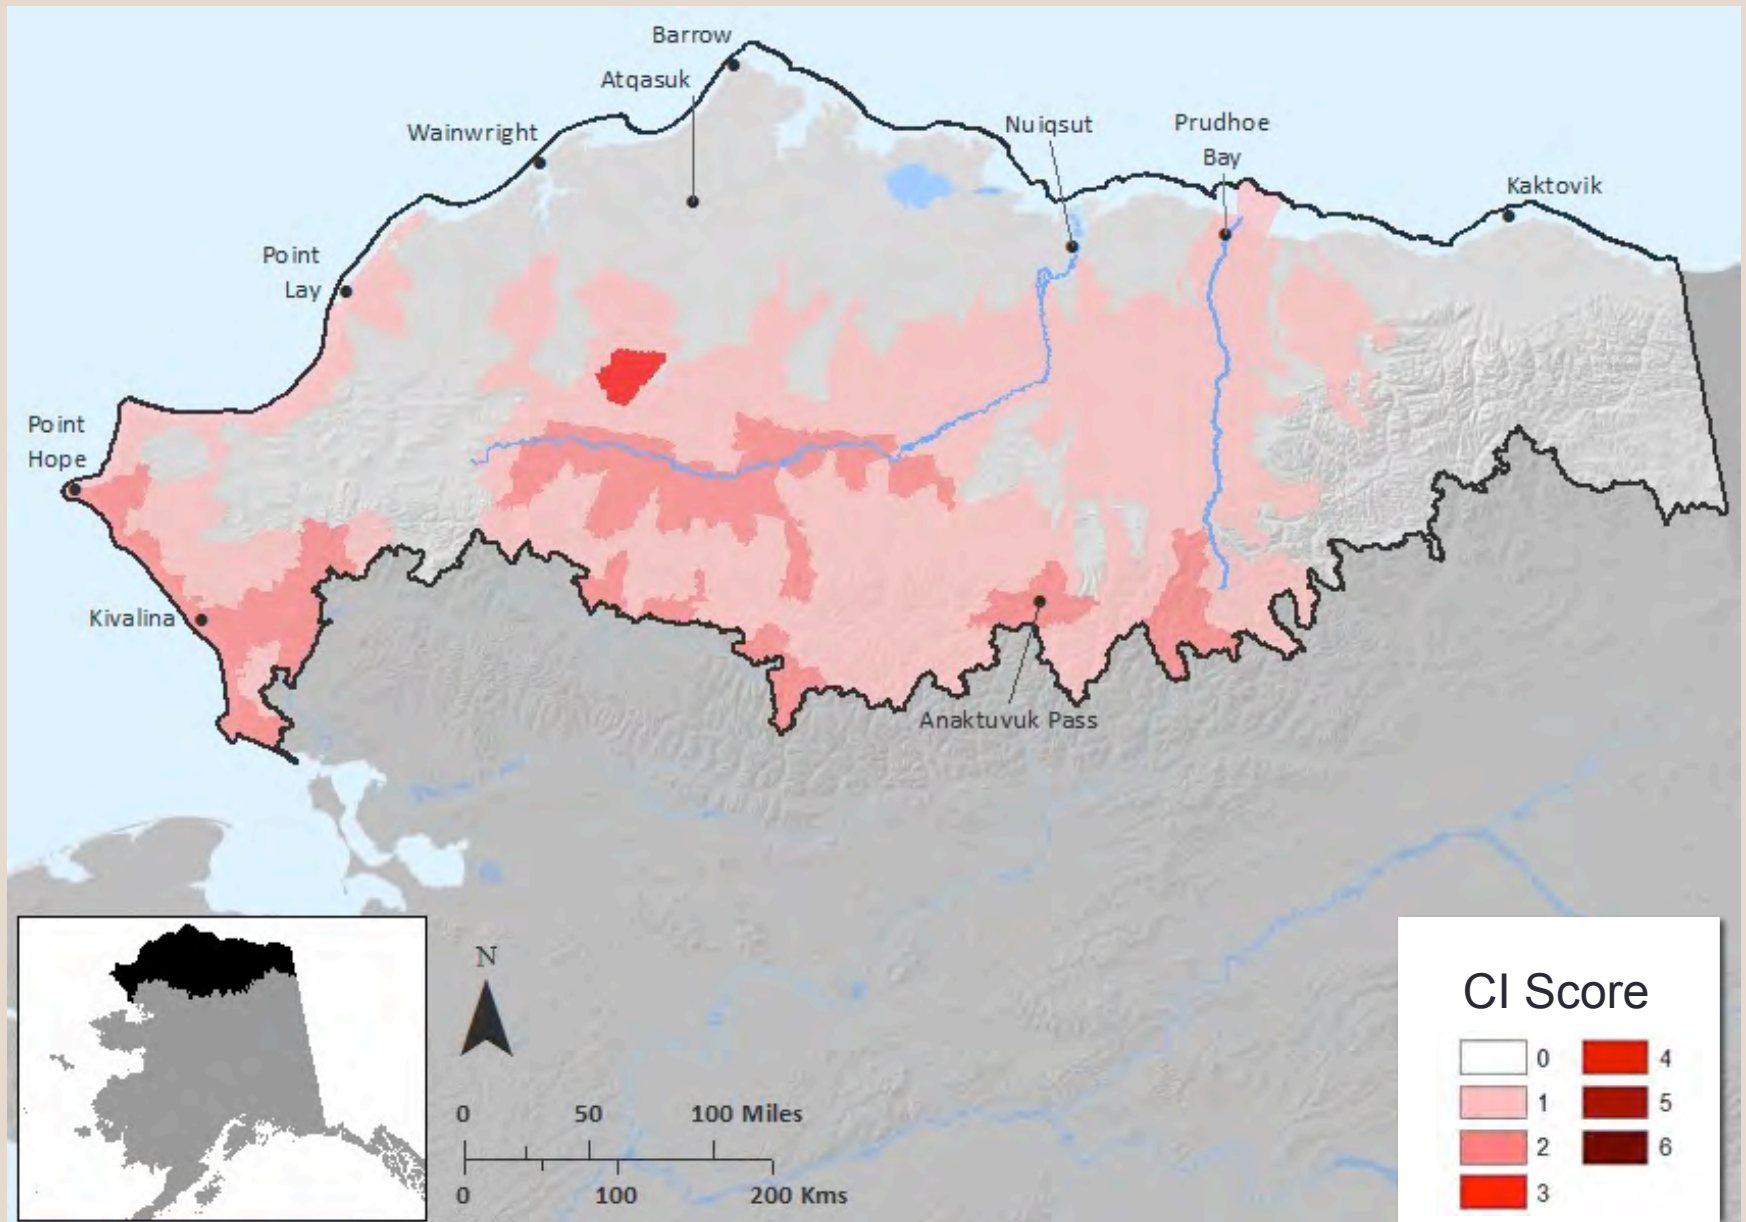 Barrow
Atqasuk
Wainwright
Nuiqsut
Prudhoe
Bay
Kaktovik
Point
Lay
Point
Hope
Kivalina
Anaktuvuk Pass
N
0 50 100 Miles
0 100 200 Kms
CI Score
0 4
1 5
2 6
3